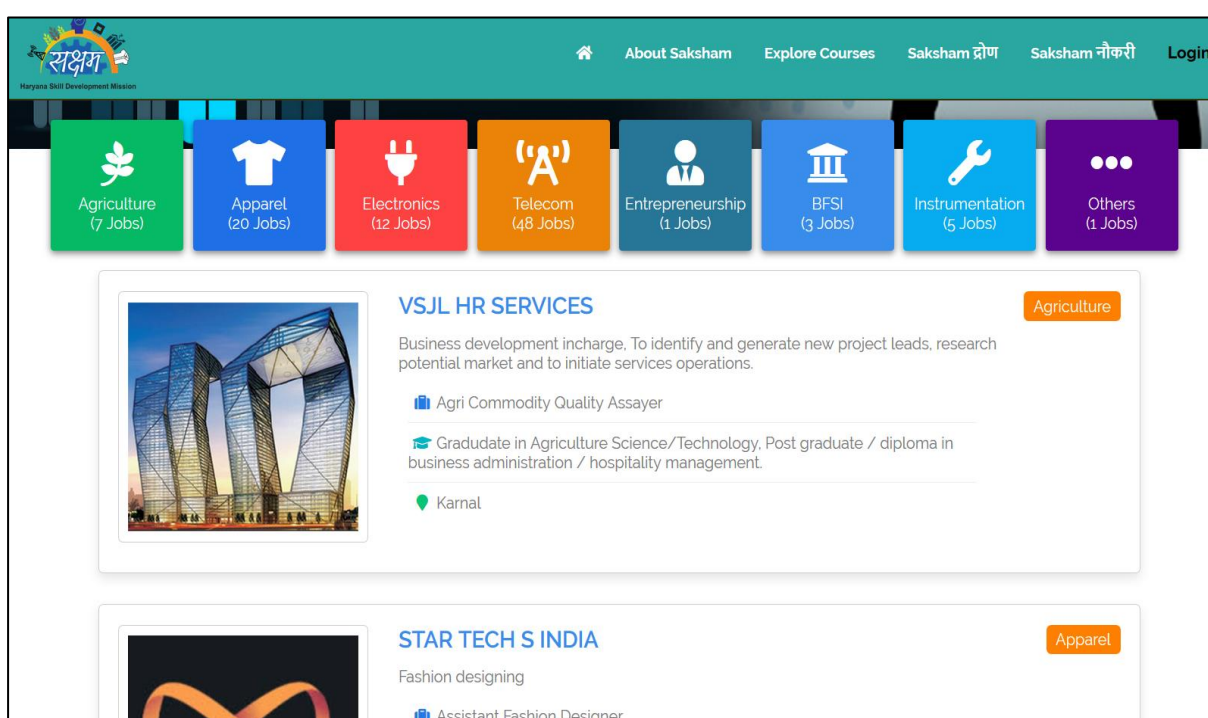 सक्षम
Haryana Skill Development Mission
About Saksham
Explore Courses
Saksham द्रोण
Saksham नौकरी
Login
Agriculture
(7 Jobs)
Apparel
(20 Jobs)
Electronics
(12 Jobs)
Telecom
(48 Jobs)
Entrepreneurship
(1 Jobs)
BFSI
(3 Jobs)
Instrumentation
(5 Jobs)
Others
(1 Jobs)
VSJL HR SERVICES
Agriculture
Business development incharge, To identify and generate new project leads, research
potential market and to initiate services operations.
Agri Commodity Quality Assayer
Gradudate in Agriculture Science/Technology, Post graduate / diploma in
business administration / hospitality management.
Karnal
STAR TECH S INDIA
Apparel
Fashion designing
Assistant Fashion Designer